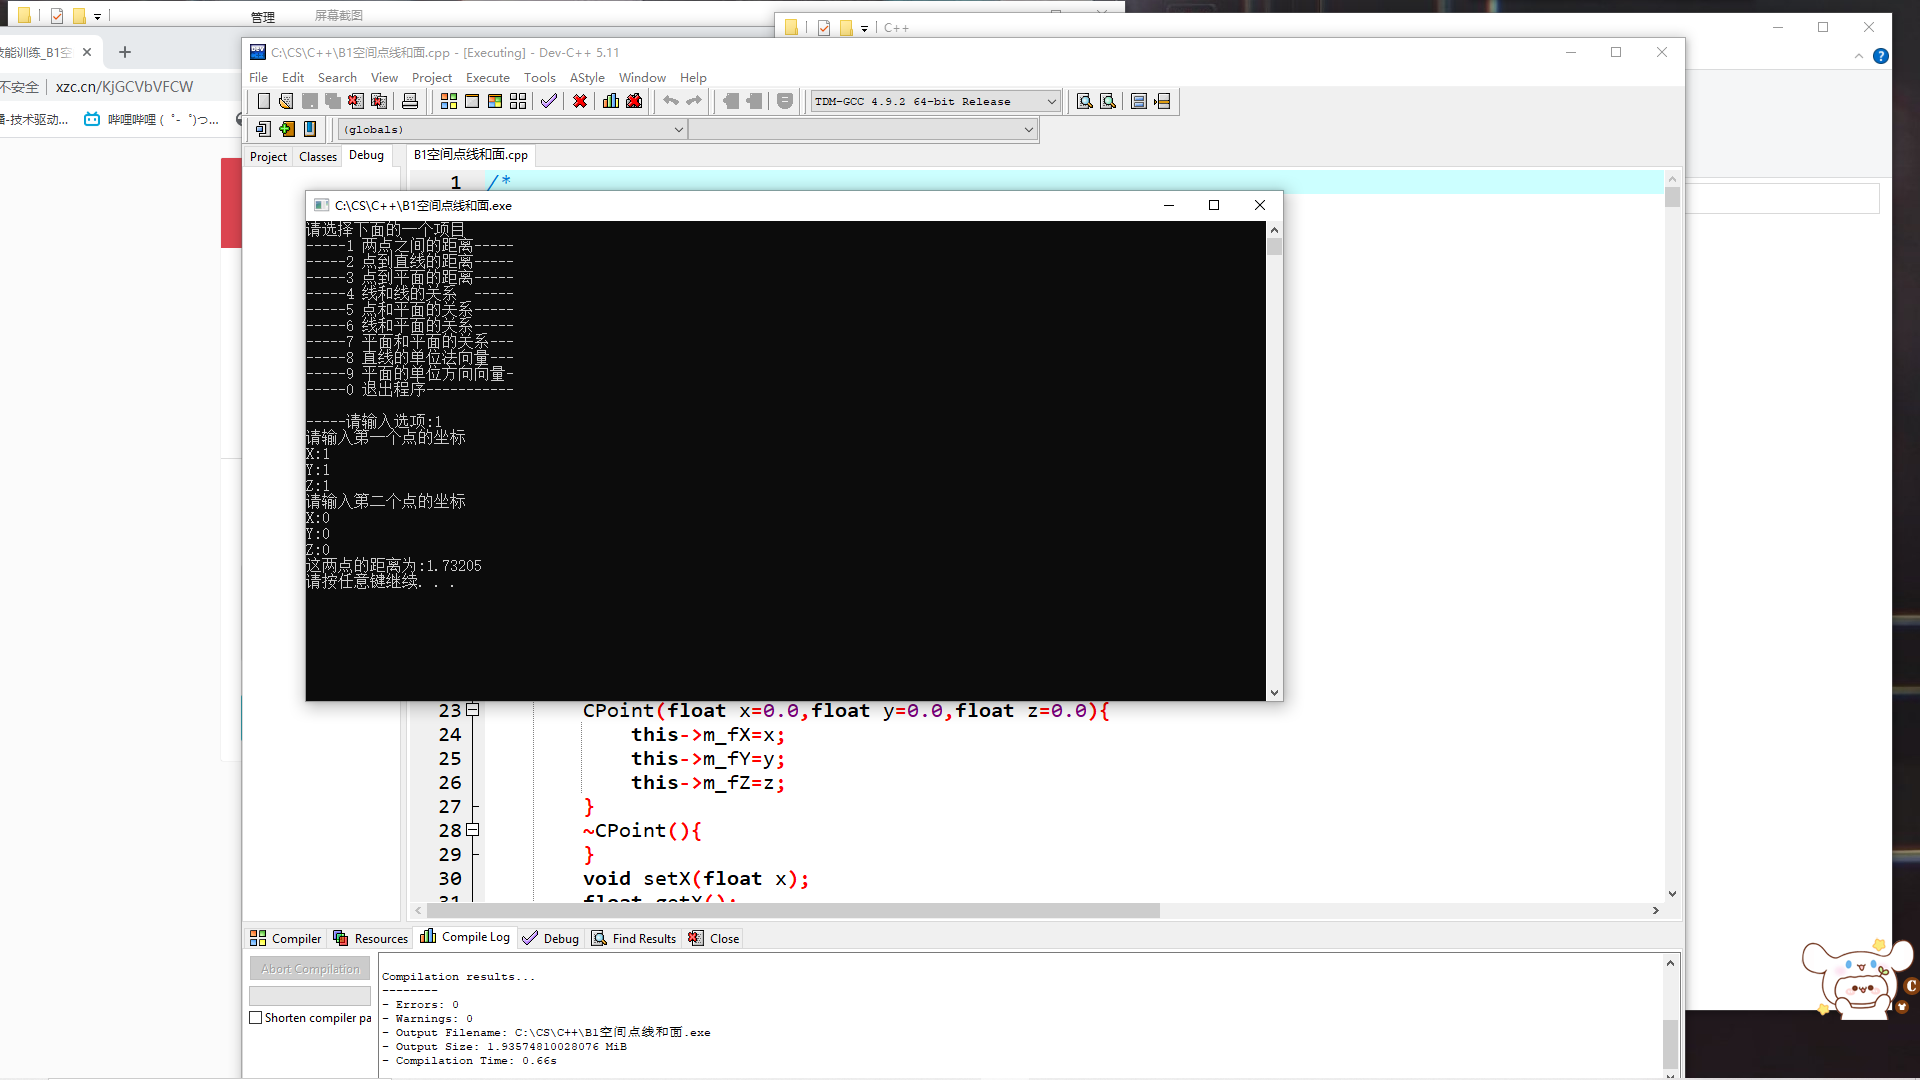 管理
屏幕截图
C++
技能训练_B1空
不安全
xzc.cn/KjGCVbVFCW
播-技术驱动...
哔哩哔哩 (゜-゜)つ...
C:\CS\C++\B1空间点线和面.cpp - [Executing] - Dev-C++ 5.11
File Edit Search View Project Execute Tools AStyle Window Help
TDM-GCC 4.9.2 64-bit Release
(globals)
Project Classes Debug
B1空间点线和面.cpp
1 /*
C:\CS\C++\B1空间点线和面.exe
请选择下面的一个项目
-----1 两点之间的距离-----
-----2 点到直线的距离-----
-----3 点到平面的距离-----
-----4 线和线的关系  -----
-----5 点和平面的关系-----
-----6 线和平面的关系-----
-----7 平面和平面的关系---
-----8 直线的单位法向量---
-----9 平面的单位方向向量-
-----0 退出程序-----------
-----请输入选项:1
请输入第一个点的坐标
X:1
Y:1
Z:1
请输入第二个点的坐标
X:0
Y:0
Z:0
这两点的距离为:1.73205
请按任意键继续. . .
23 CPoint(float x=0.0,float y=0.0,float z=0.0){
24 this->m_fX=x;
25 this->m_fY=y;
26 this->m_fZ=z;
27 }
28 ~CPoint(){
29 }
30 void setX(float x);
31 float getX();
Compiler Resources Compile Log Debug Find Results Close
Abort Compilation
Shorten compiler pa
Compilation results...
--------
- Errors: 0
- Warnings: 0
- Output Filename: C:\CS\C++\B1空间点线和面.exe
- Output Size: 1.93574810028076 MiB
- Compilation Time: 0.66s
C